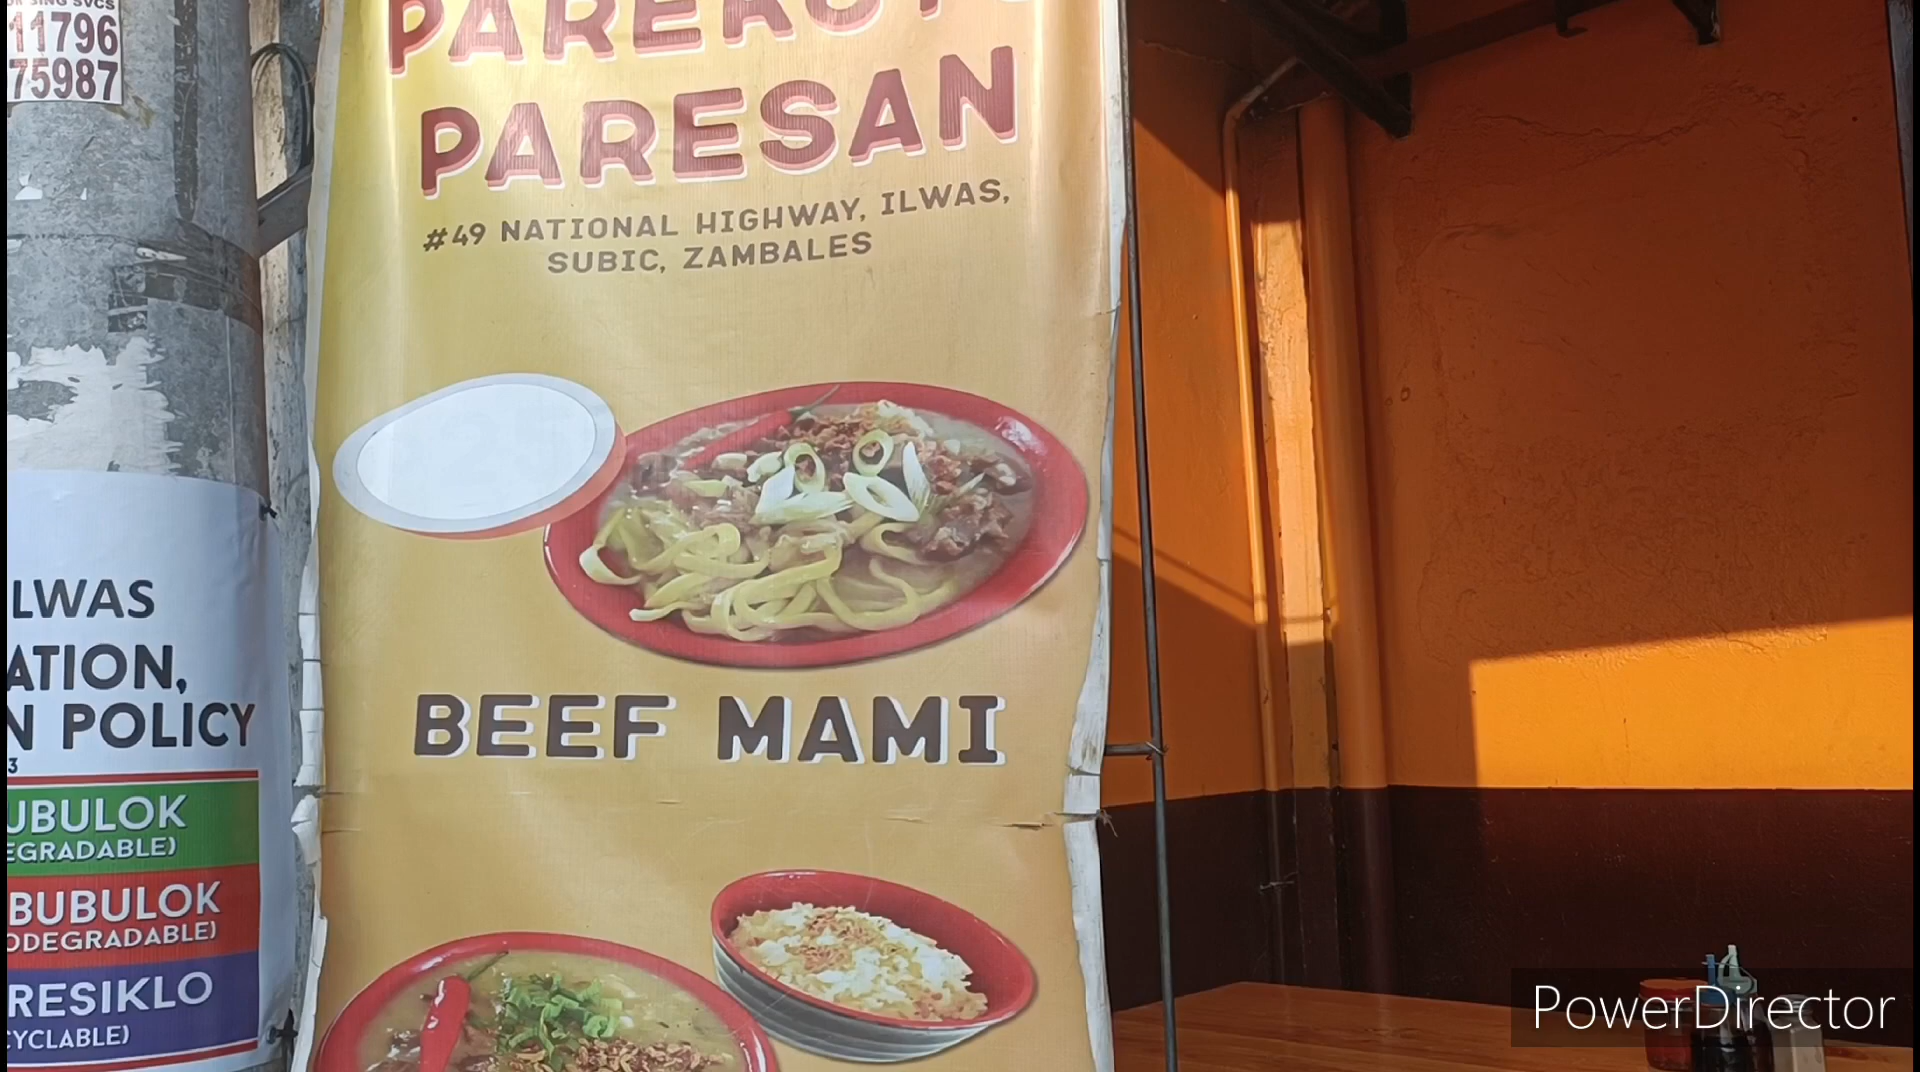 11796
75987
PARESAN
#49 NATIONAL HIGHWAY, ILWAS,
SUBIC, ZAMBALES
BEEF MAMI
LWAS
ATION,
N POLICY
3
UBULOK
EGRADABLE)
BUBULOK
ODEGRADABLE)
RESIKLO
CYCLABLE)
PowerDirector